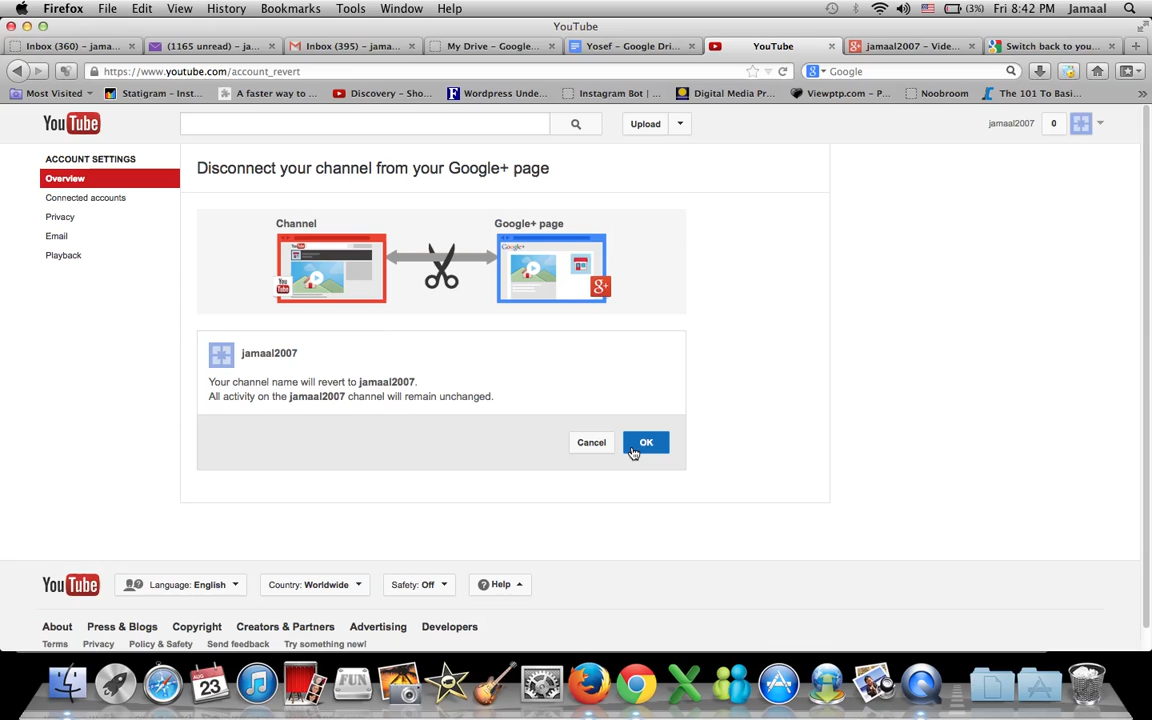 Firefox File Edit View History Bookmarks Tools Window Help (3%) Fri 8:42 PM Jamaal
YouTube
Inbox (360) - jama... (1165 unread) - ja... Inbox (395) - jama... My Drive - Google... Yosef - Google Dri... YouTube jamaal2007 - Vide... Switch back to you...
https://www.youtube.com/account_revert Google
Most Visited Statigram - Inst... A faster way to ... Discovery - Sho... Wordpress Unde... Instagram Bot | ... Digital Media Pr... Viewptp.com - P... Noobroom The 101 To Basi...
YouTube Upload jamaal2007 0
ACCOUNT SETTINGS
Overview
Connected accounts
Privacy
Email
Playback
Disconnect your channel from your Google+ page
Channel Google+ page
jamaal2007
Your channel name will revert to jamaal2007.
All activity on the jamaal2007 channel will remain unchanged.
Cancel OK
YouTube Language: English Country: Worldwide Safety: Off Help
About Press & Blogs Copyright Creators & Partners Advertising Developers
Terms Privacy Policy & Safety Send feedback Try something new!
AUG
23
FUN